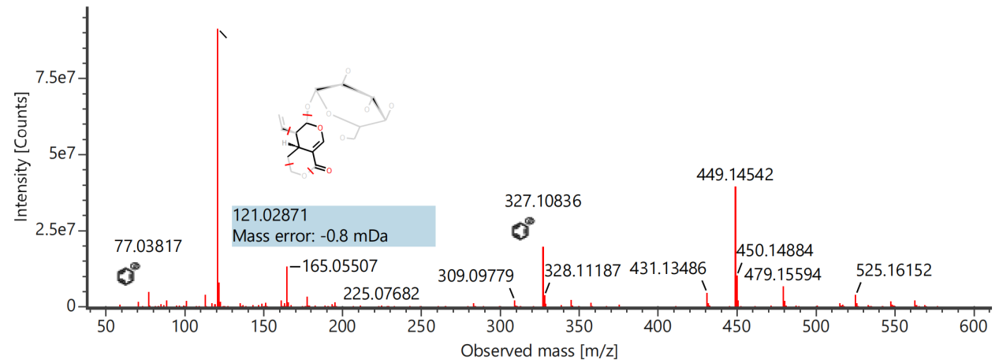 Intensity [Counts]
7.5e7
5e7
2.5e7
0
77.03817
121.02871
Mass error: -0.8 mDa
165.05507
225.07682
309.09779
327.10836
328.11187
431.13486
449.14542
450.14884
479.15594
525.16152
O
O
O
O
O
O
O
H
O
O
50 100 150 200 250 300 350 400 450 500 550 600
Observed mass [m/z]